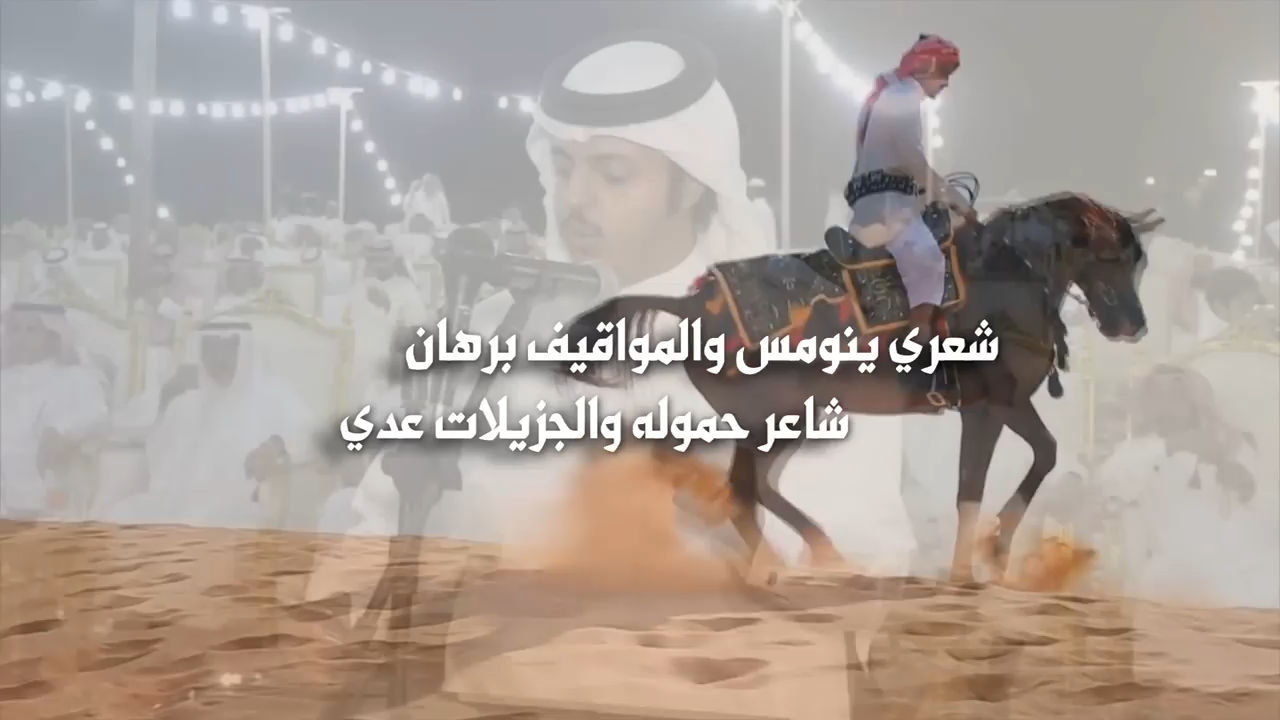 شعري ينومس والمواقيف برهان
شاعر حموله والجزيلات عدي